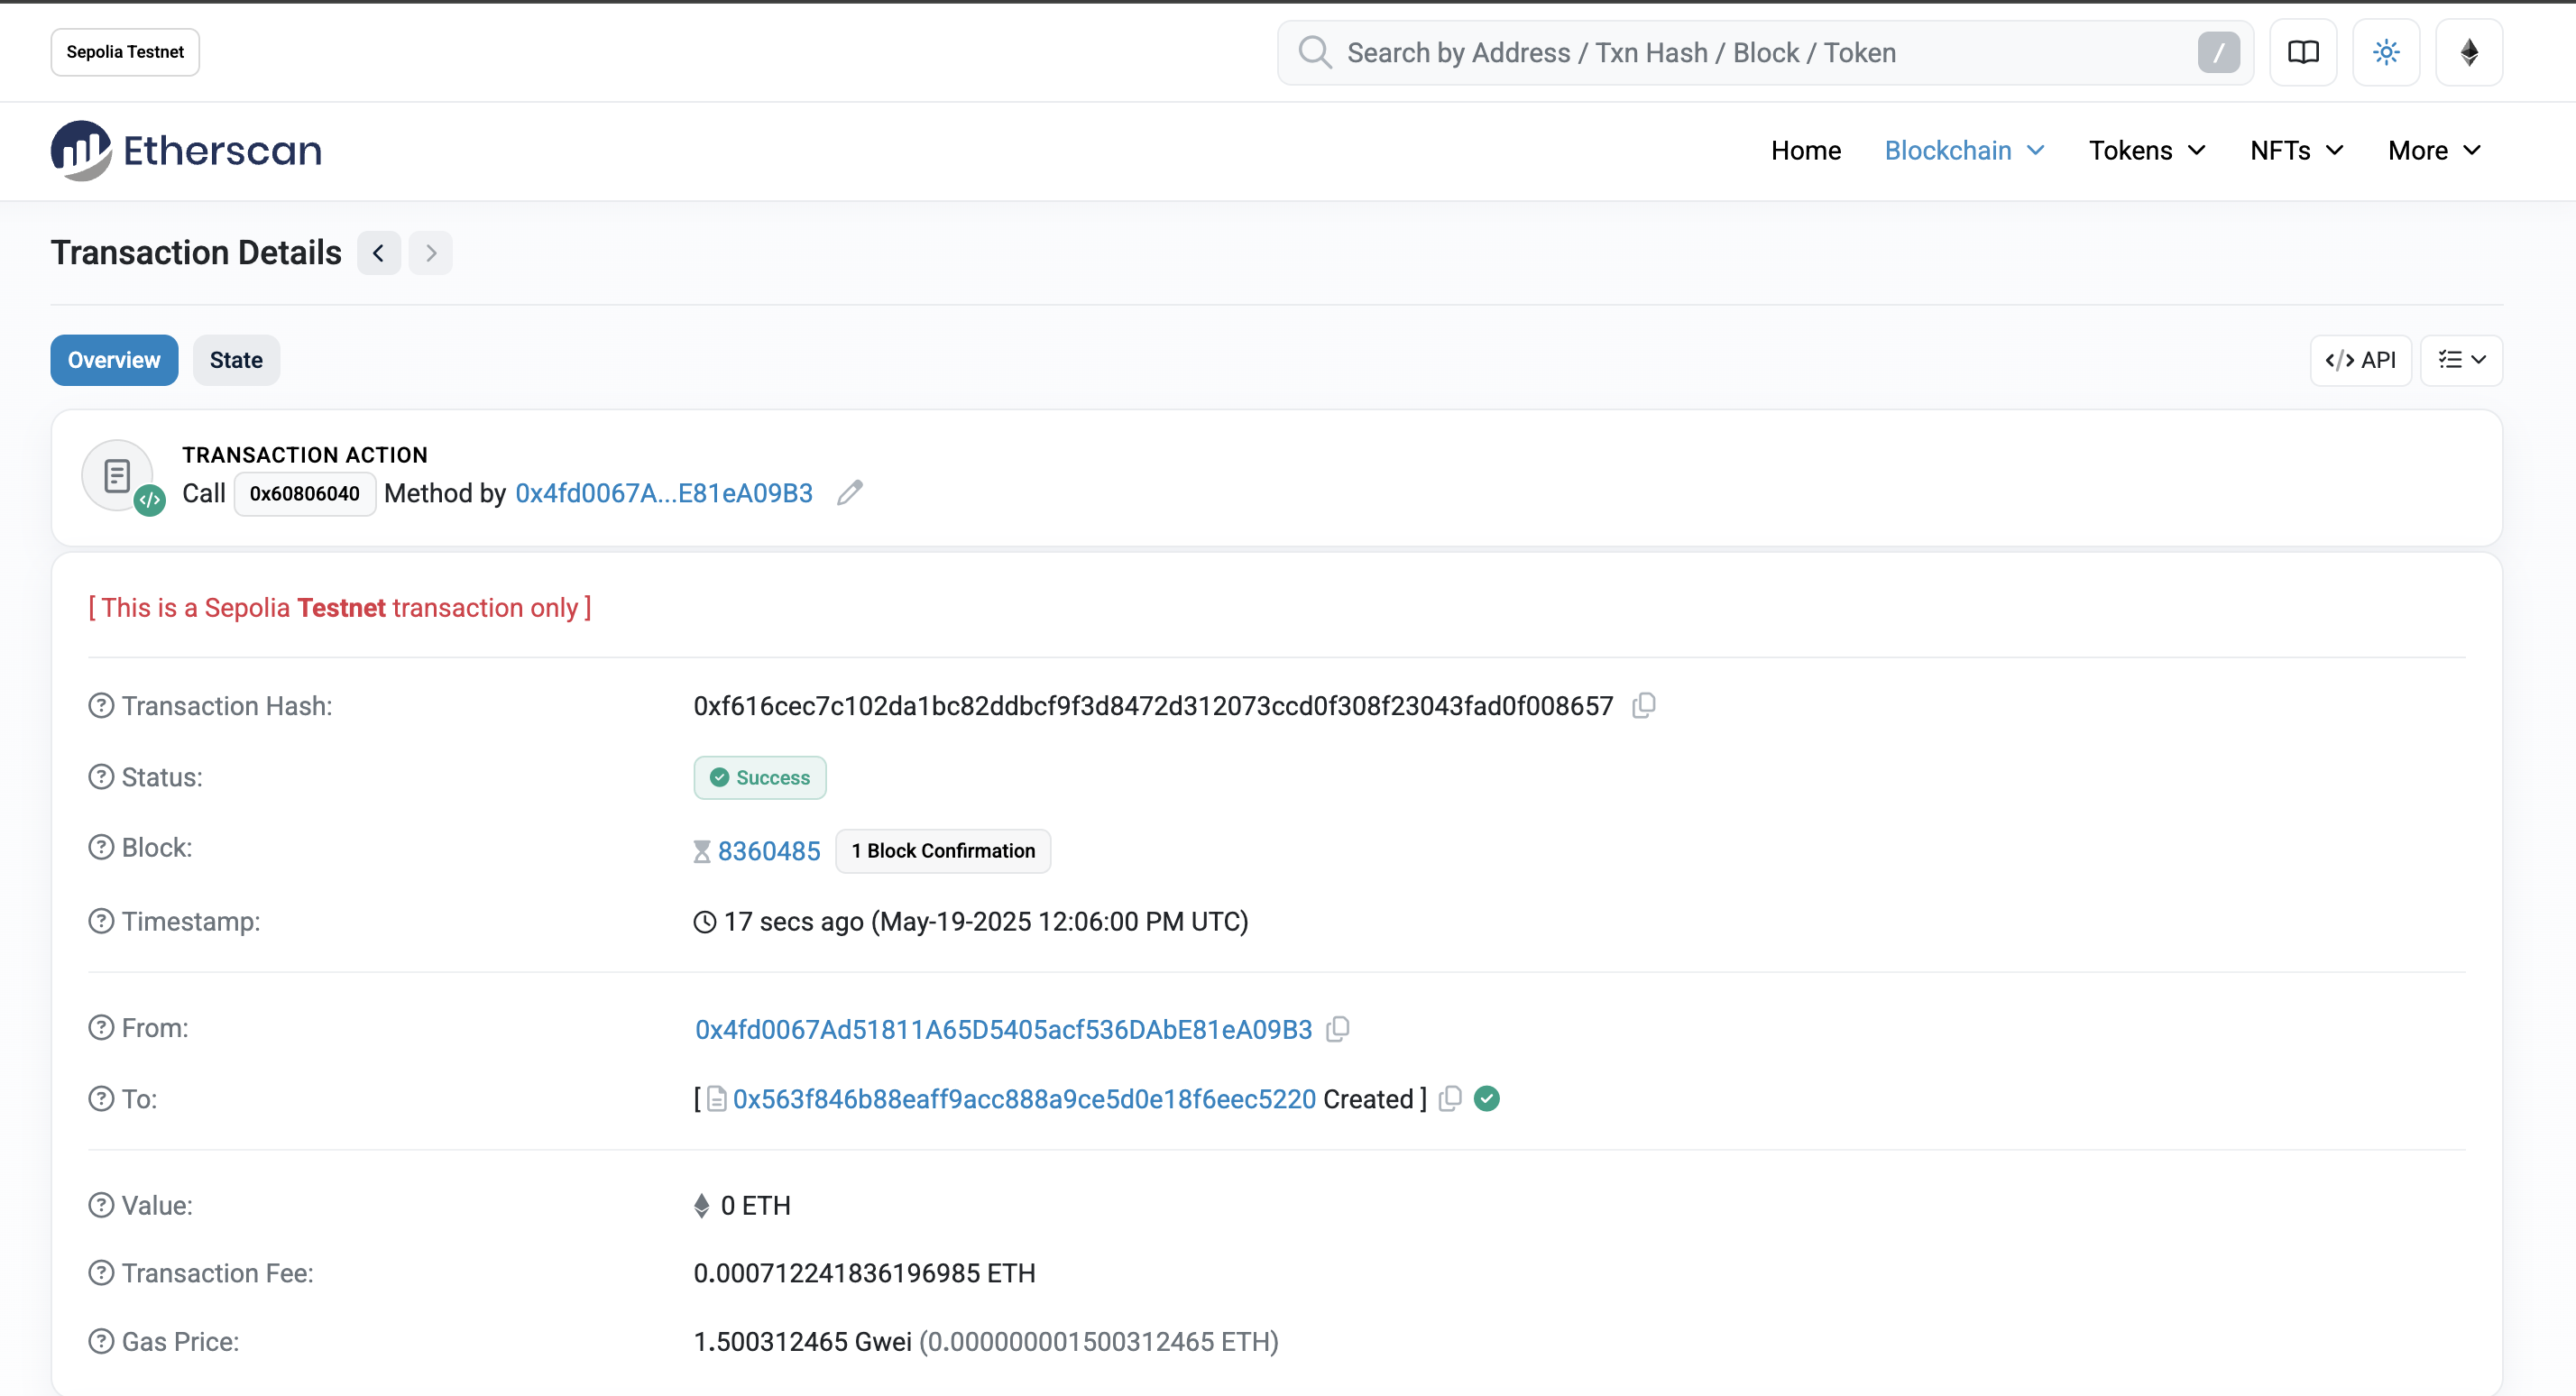 Sepolia Testnet
Search by Address / Txn Hash / Block / Token /
Etherscan
Home Blockchain Tokens NFTs More
Transaction Details
Overview State
</> API
TRANSACTION ACTION
Call 0x60806040 Method by 0x4fd0067A...E81eA09B3
[ This is a Sepolia Testnet transaction only ]
Transaction Hash: 0xf616cec7c102da1bc82ddbcf9f3d8472d312073ccd0f308f23043fad0f008657
Status: Success
Block: 8360485 1 Block Confirmation
Timestamp: 17 secs ago (May-19-2025 12:06:00 PM UTC)
From: 0x4fd0067Ad51811A65D5405acf536DAbE81eA09B3
To: [ 0x563f846b88eaff9acc888a9ce5d0e18f6eec5220 Created ]
Value: 0 ETH
Transaction Fee: 0.000712241836196985 ETH
Gas Price: 1.500312465 Gwei (0.000000001500312465 ETH)